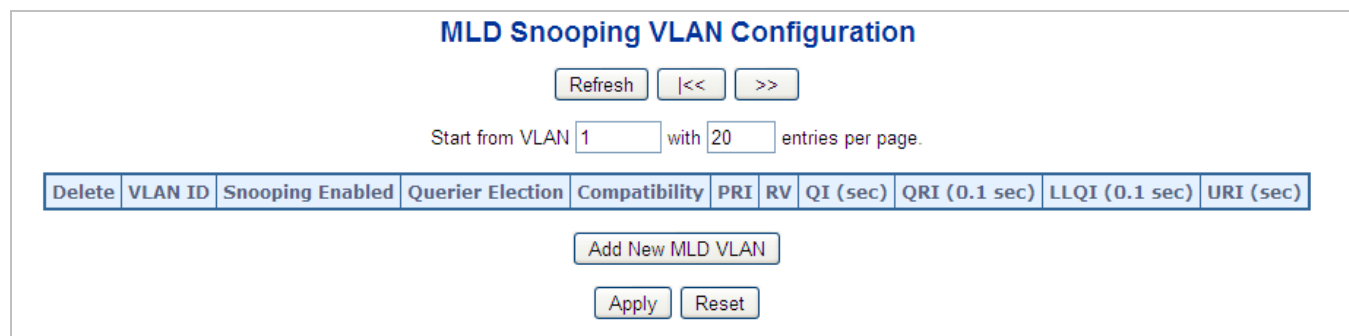 MLD Snooping VLAN Configuration
Refresh |<< >>
Start from VLAN 1 with 20 entries per page.
Delete VLAN ID Snooping Enabled Querier Election Compatibility PRI RV QI (sec) QRI (0.1 sec) LLQI (0.1 sec) URI (sec)
Add New MLD VLAN
Apply Reset